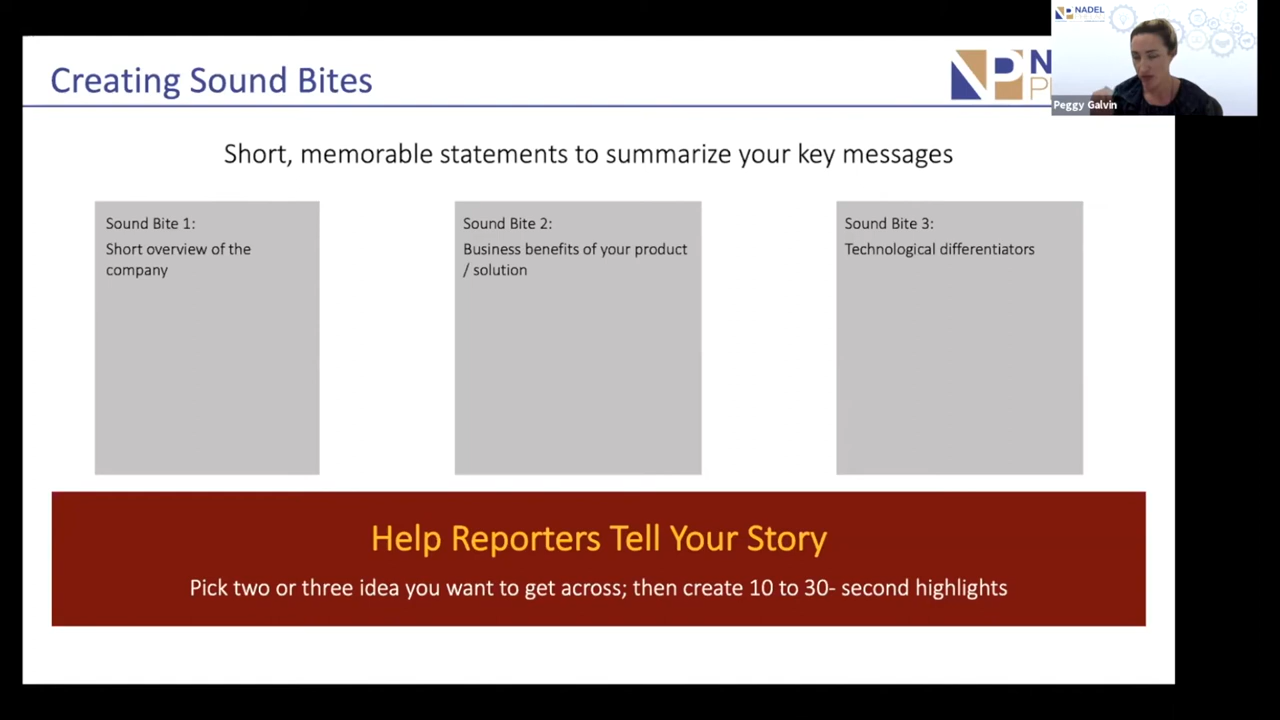 NADEL
Creating Sound Bites
NP
Peggy Galvin
Short, memorable statements to summarize your key messages
Sound Bite 1:
Short overview of the
company
Sound Bite 2:
Business benefits of your product
/ solution
Sound Bite 3:
Technological differentiators
Help Reporters Tell Your Story
Pick two or three idea you want to get across; then create 10 to 30- second highlights